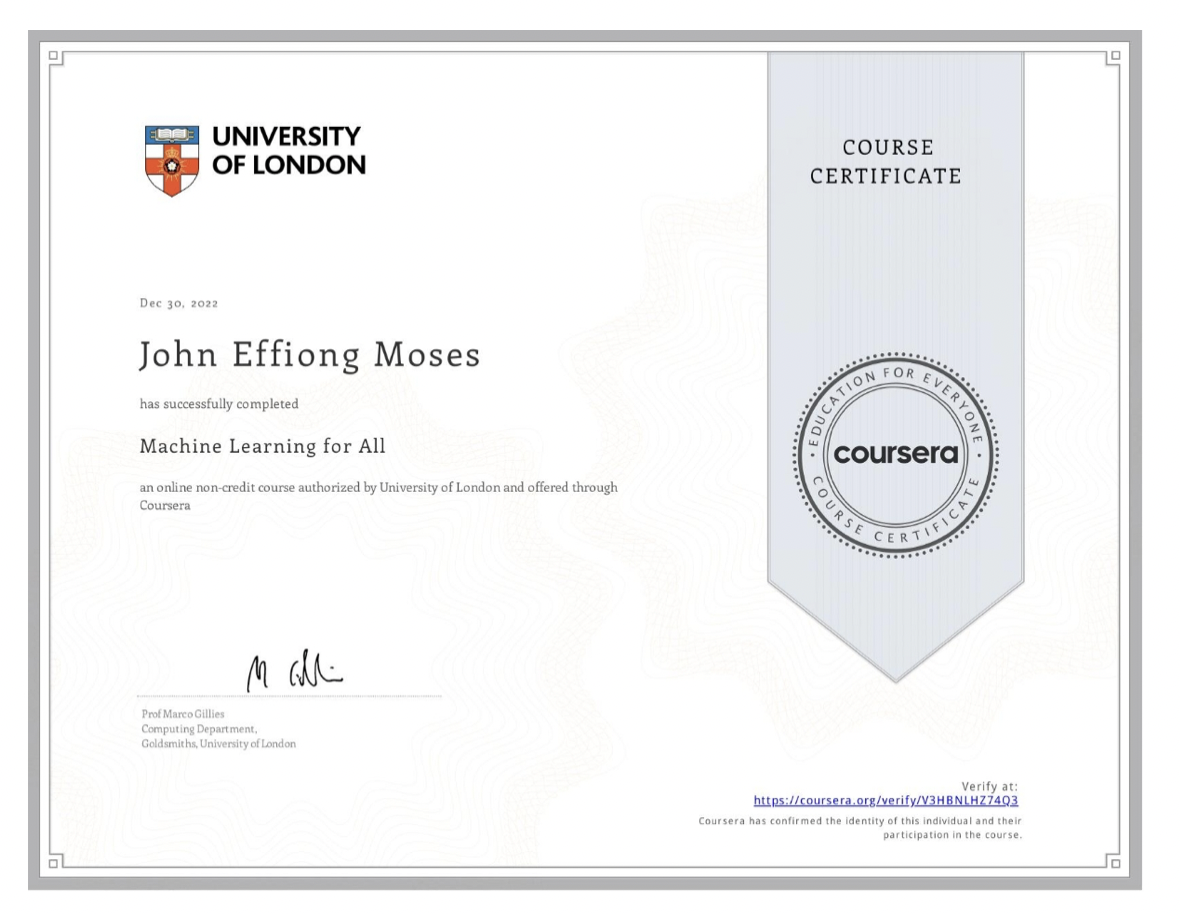 UNIVERSITY
OF LONDON
COURSE
CERTIFICATE
Dec 30, 2022
John Effiong Moses
has successfully completed
Machine Learning for All
an online non-credit course authorized by University of London and offered through
Coursera
EDUCATION FOR EVERYONE
coursera
COURSE CERTIFICATE
Prof Marco Gillies
Computing Department,
Goldsmiths, University of London
Verify at:
https://coursera.org/verify/V3HBNLHZ74Q3
Coursera has confirmed the identity of this individual and their
participation in the course.